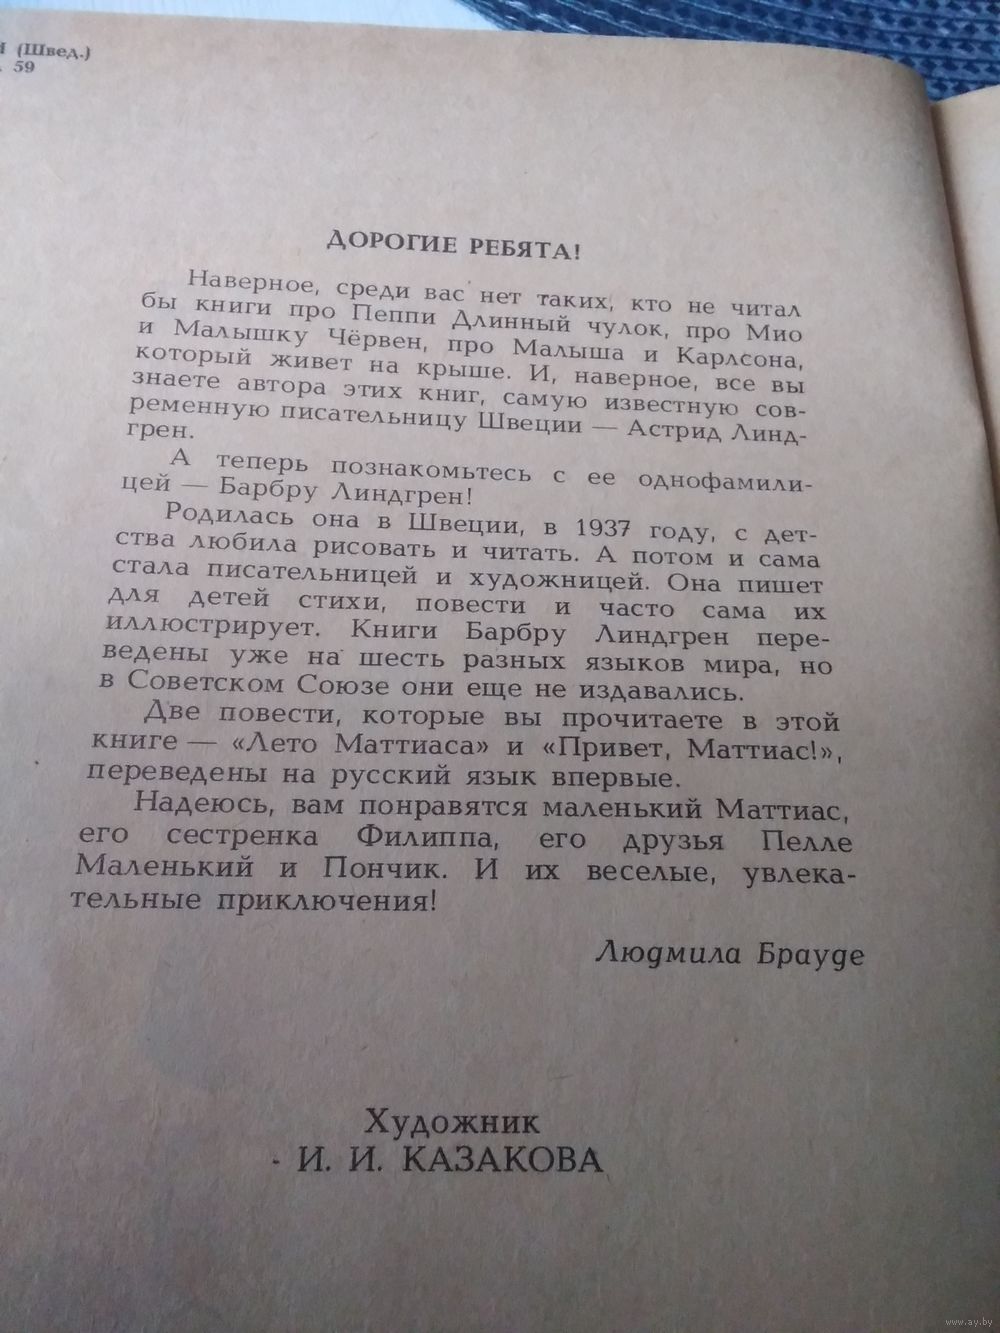 (Швед.)
59
ДОРОГИЕ РЕБЯТА!
Наверное, среди вас нет таких, кто не читал
бы книги про Пеппи Длинный чулок, про Мио
и Малышку Чёрвен, про Малыша и Карлсона,
который живет на крыше. И, наверное, все вы
знаете автора этих книг, самую известную сов-
ременную писательницу Швеции — Астрид Линд-
грен.
А теперь познакомьтесь с ее однофамили-
цей — Барбру Линдгрен!
Родилась она в Швеции, в 1937 году, с дет-
ства любила рисовать и читать. А потом и сама
стала писательницей и художницей. Она пишет
для детей стихи, повести и часто сама их
иллюстрирует. Книги Барбру Линдгрен пере-
ведены уже на шесть разных языков мира, но
в Советском Союзе они еще не издавались.
Две повести, которые вы прочитаете в этой
книге — «Лето Маттиаса» и «Привет, Маттиас!»,
переведены на русский язык впервые.
Надеюсь, вам понравятся маленький Маттиас,
его сестренка Филиппа, его друзья Пелле
Маленький и Пончик. И их веселые, увлека-
тельные приключения!
Людмила Брауде
Художник
И. И. КАЗАКОВА
www.ay.by